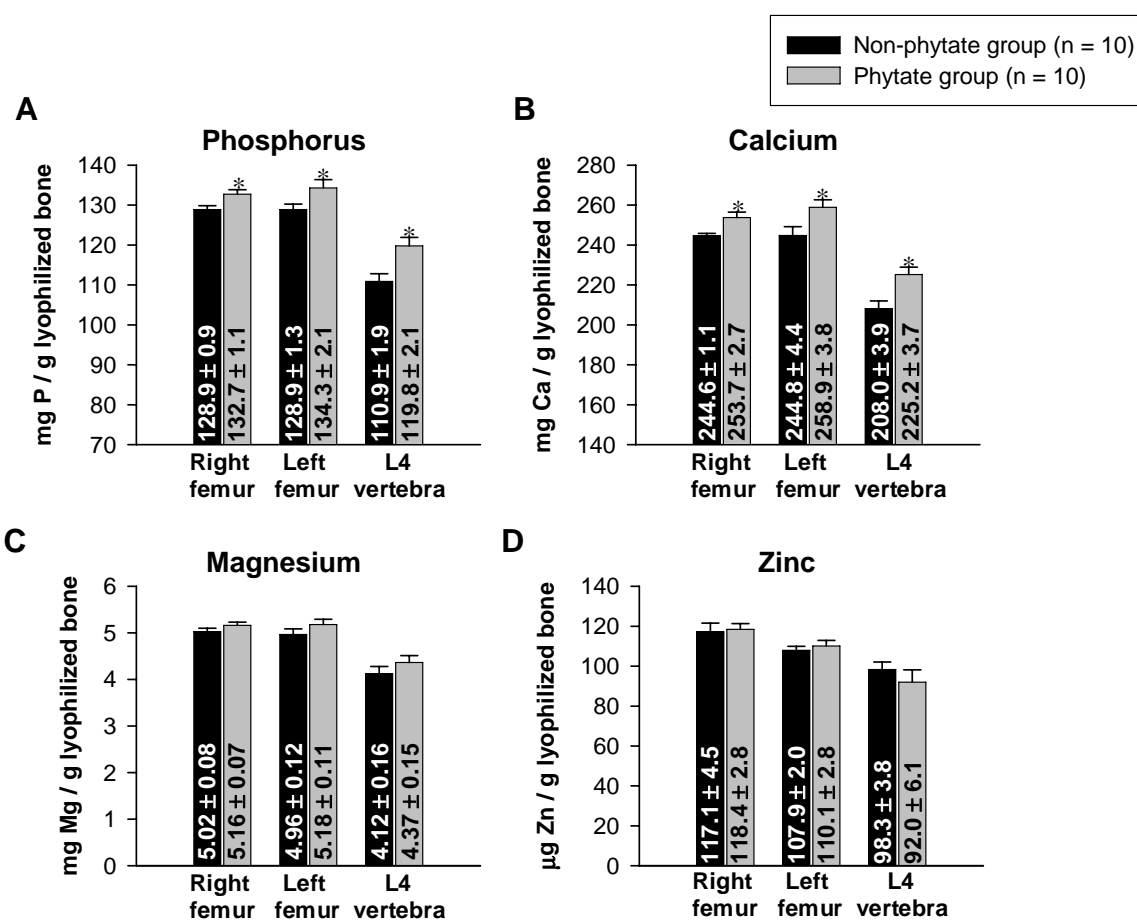 Non-phytate group (n = 10)
Phytate group (n = 10)
A
Phosphorus
mg P / g lyophilized bone
140
130
120
110
100
90
80
70
128.9 ± 0.9
132.7 ± 1.1
128.9 ± 1.3
134.3 ± 2.1
110.9 ± 1.9
119.8 ± 2.1
*
*
*
Right
femur
Left
femur
L4
vertebra
B
Calcium
mg Ca / g lyophilized bone
280
260
240
220
200
180
160
140
244.6 ± 1.1
253.7 ± 2.7
244.8 ± 4.4
258.9 ± 3.8
208.0 ± 3.9
225.2 ± 3.7
*
*
*
Right
femur
Left
femur
L4
vertebra
C
Magnesium
mg Mg / g lyophilized bone
6
5
4
3
2
1
0
5.02 ± 0.08
5.16 ± 0.07
4.96 ± 0.12
5.18 ± 0.11
4.12 ± 0.16
4.37 ± 0.15
Right
femur
Left
femur
L4
vertebra
D
Zinc
µg Zn / g lyophilized bone
140
120
100
80
60
40
20
0
117.1 ± 4.5
118.4 ± 2.8
107.9 ± 2.0
110.1 ± 2.8
98.3 ± 3.8
92.0 ± 6.1
Right
femur
Left
femur
L4
vertebra